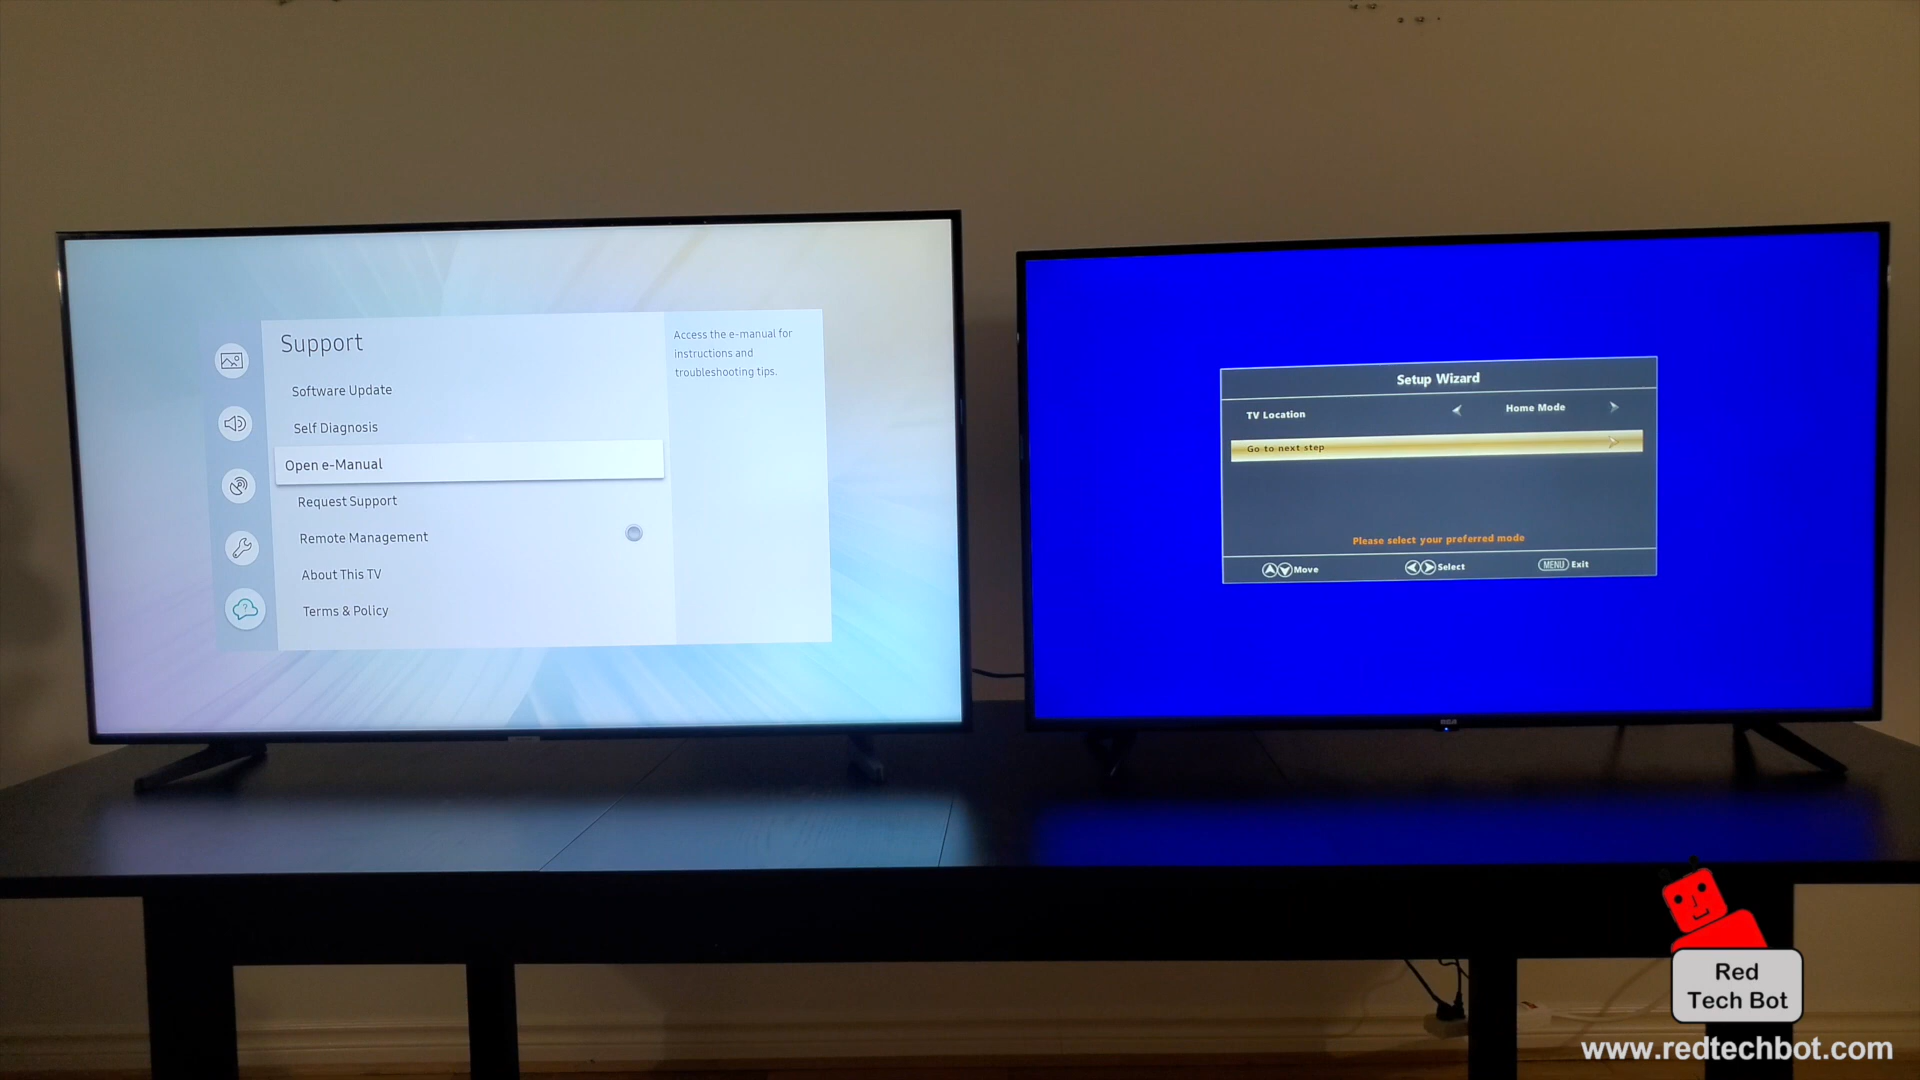 Support
Software Update
Self Diagnosis
Open e-Manual
Request Support
Remote Management
About This TV
Terms & Policy
Access the e-manual for
instructions and
troubleshooting tips.
Setup Wizard
TV Location Home Mode
Go to next step
Please select your preferred mode
Move Select MENU Exit
RCA
Red
Tech Bot
www.redtechbot.com